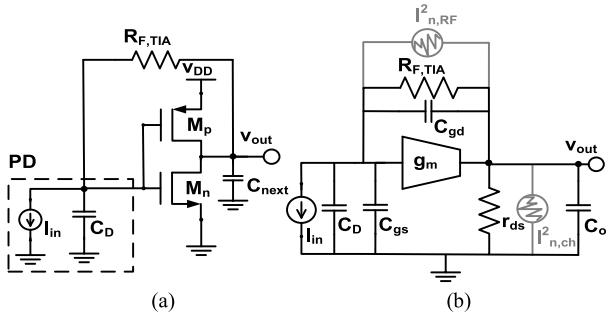 R_F,TIA
V_DD
M_p
V_out
PD
M_n
C_next
I_in
C_D
(a)
I²_n,RF
R_F,TIA
C_gd
V_out
g_m
I_in
C_D
C_gs
r_ds
I²_n,ch
C_o
(b)